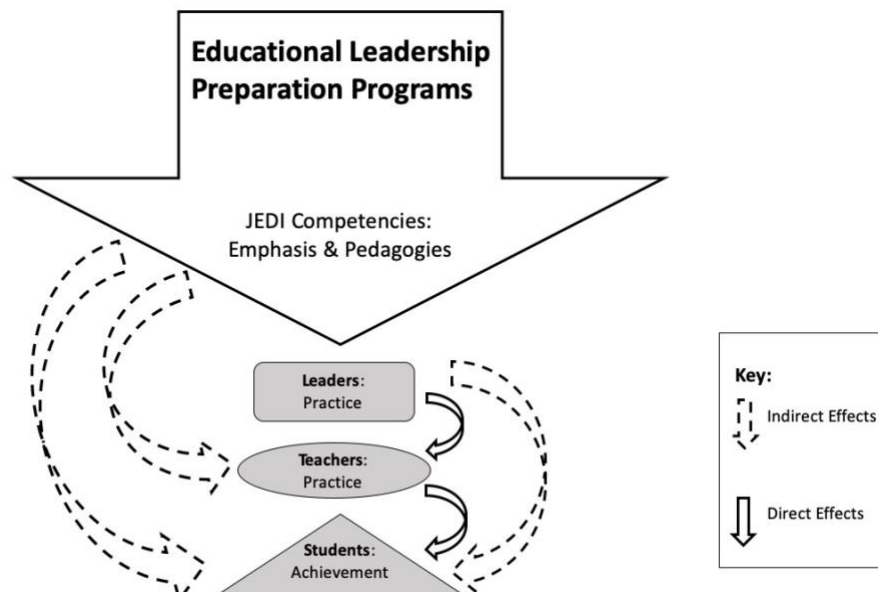 Educational Leadership
Preparation Programs
JEDI Competencies:
Emphasis & Pedagogies
Leaders:
Practice
Teachers:
Practice
Students:
Achievement
Key:
Indirect Effects
Direct Effects